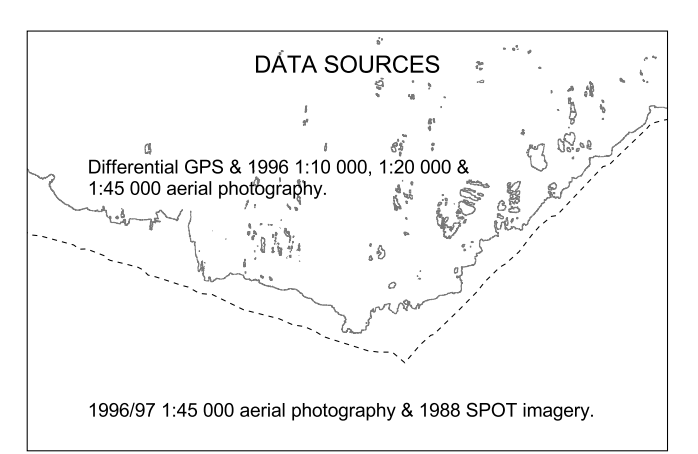 DATA SOURCES
Differential GPS & 1996 1:10 000, 1:20 000 &
1:45 000 aerial photography.
1996/97 1:45 000 aerial photography & 1988 SPOT imagery.